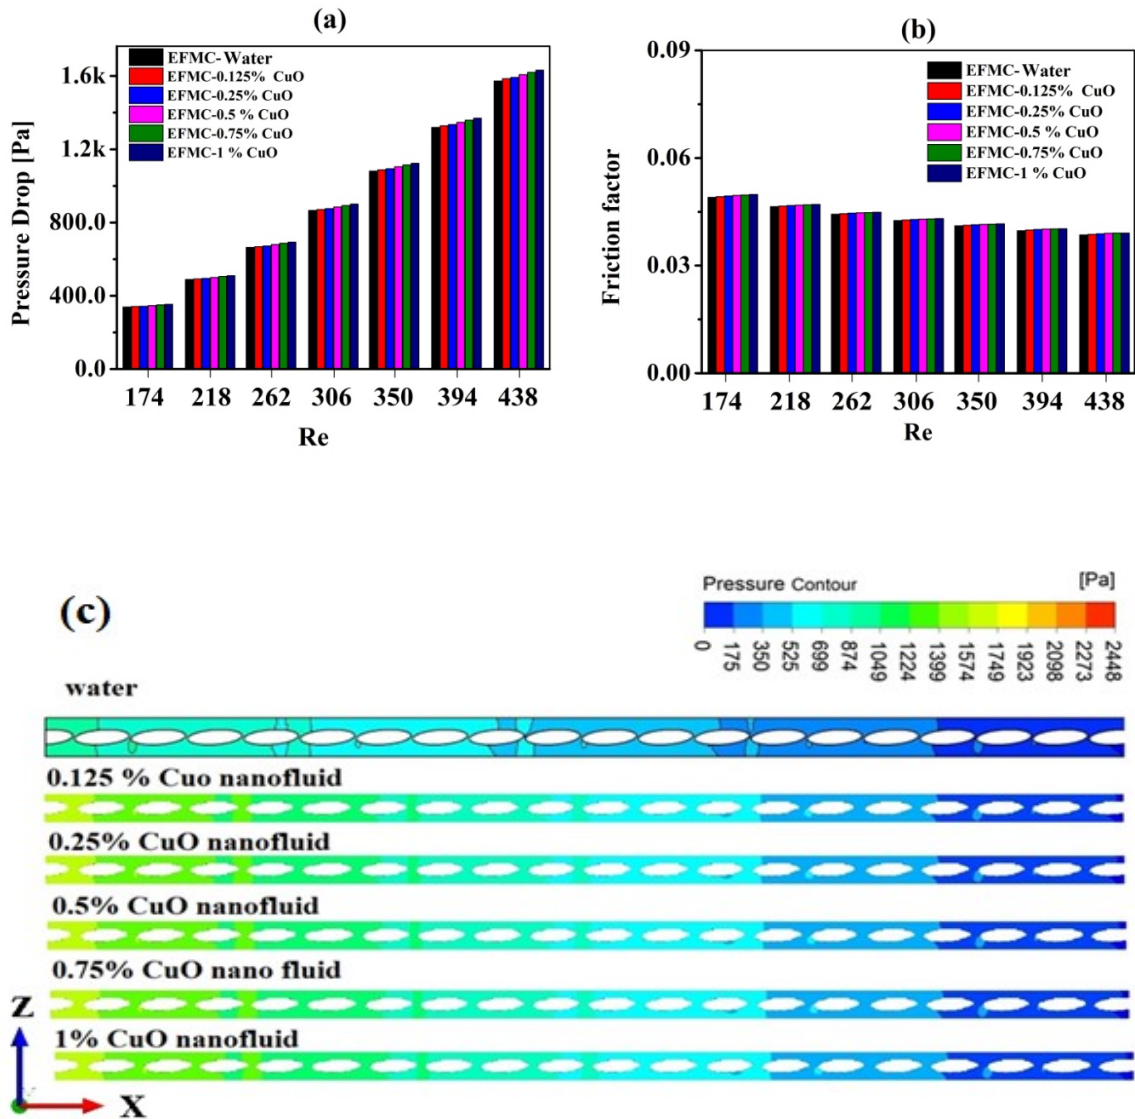 (a)
EFMC-Water
EFMC-0.125% CuO
EFMC-0.25% CuO
EFMC-0.5 % CuO
EFMC-0.75% CuO
EFMC-1 % CuO
Pressure Drop [Pa]
1.6k
1.2k
800.0
400.0
0.0
174 218 262 306 350 394 438
Re
(b)
EFMC-Water
EFMC-0.125% CuO
EFMC-0.25% CuO
EFMC-0.5 % CuO
EFMC-0.75% CuO
EFMC-1 % CuO
Friction factor
0.09
0.06
0.03
0.00
174 218 262 306 350 394 438
Re
(c)
Pressure Contour [Pa]
0 175 350 525 699 874 1049 1224 1399 1574 1749 1923 2098 2273 2448
water
0.125 % Cuo nanofluid
0.25% CuO nanofluid
0.5% CuO nanofluid
0.75% CuO nano fluid
1% CuO nanofluid
Z
X